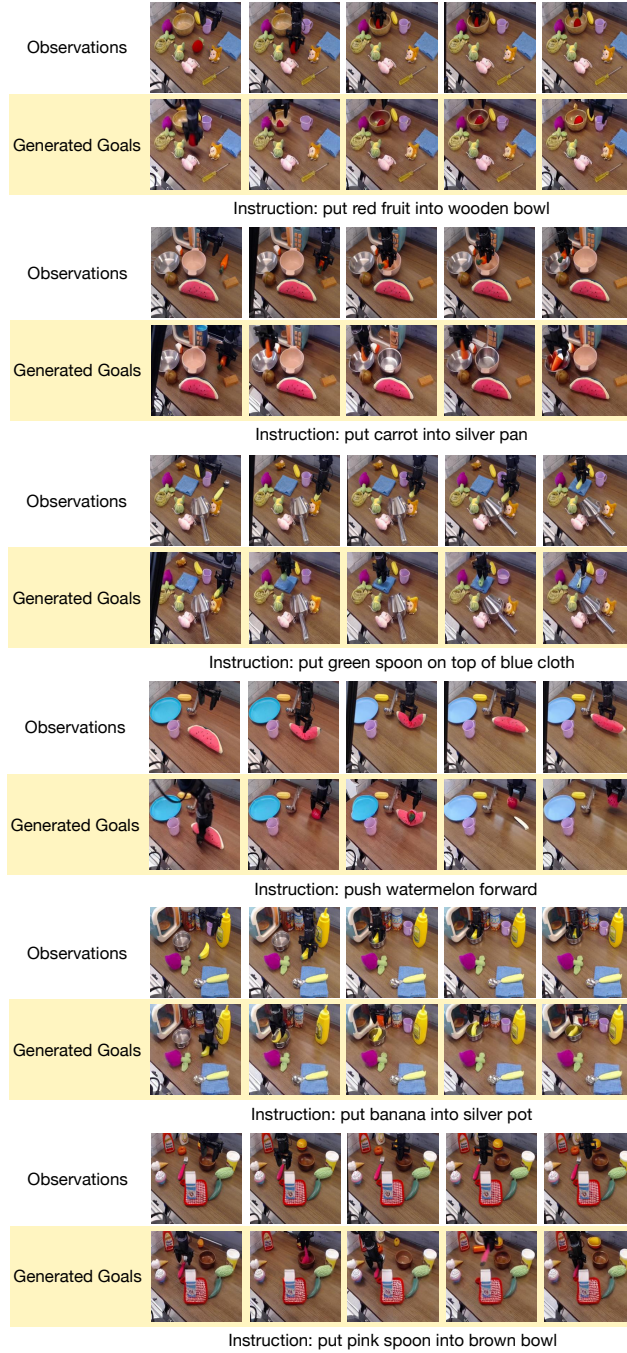 Observations
Generated Goals
Instruction: put red fruit into wooden bowl
Observations
Generated Goals
Instruction: put carrot into silver pan
Observations
Generated Goals
Instruction: put green spoon on top of blue cloth
Observations
Generated Goals
Instruction: push watermelon forward
Observations
Generated Goals
Instruction: put banana into silver pot
Observations
Generated Goals
Instruction: put pink spoon into brown bowl